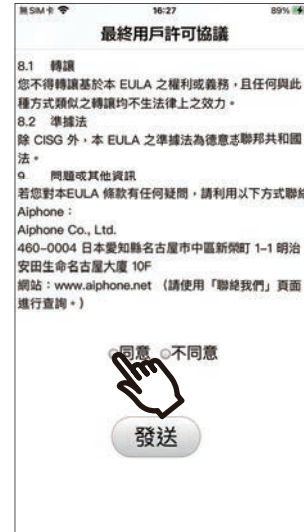 無SIM卡 16:27 89%
最終用戶許可協議
8.1 轉讓
您不得轉讓基於本 EULA 之權利或義務，且任何與此
種方式類似之轉讓均不生法律上之效力。
8.2 準據法
除 CISG 外，本 EULA 之準據法為德意志聯邦共和國
法。
9. 問題或其他資訊
若您對本EULA 條款有任何疑問，請利用以下方式聯絡
Aiphone：
Aiphone Co., Ltd.
460-0004 日本愛知縣名古屋市中區新榮町 1-1 明治
安田生命名古屋大廈 10F
網站：www.aiphone.net （請使用「聯絡我們」頁面
進行查詢。）
同意 不同意
發送